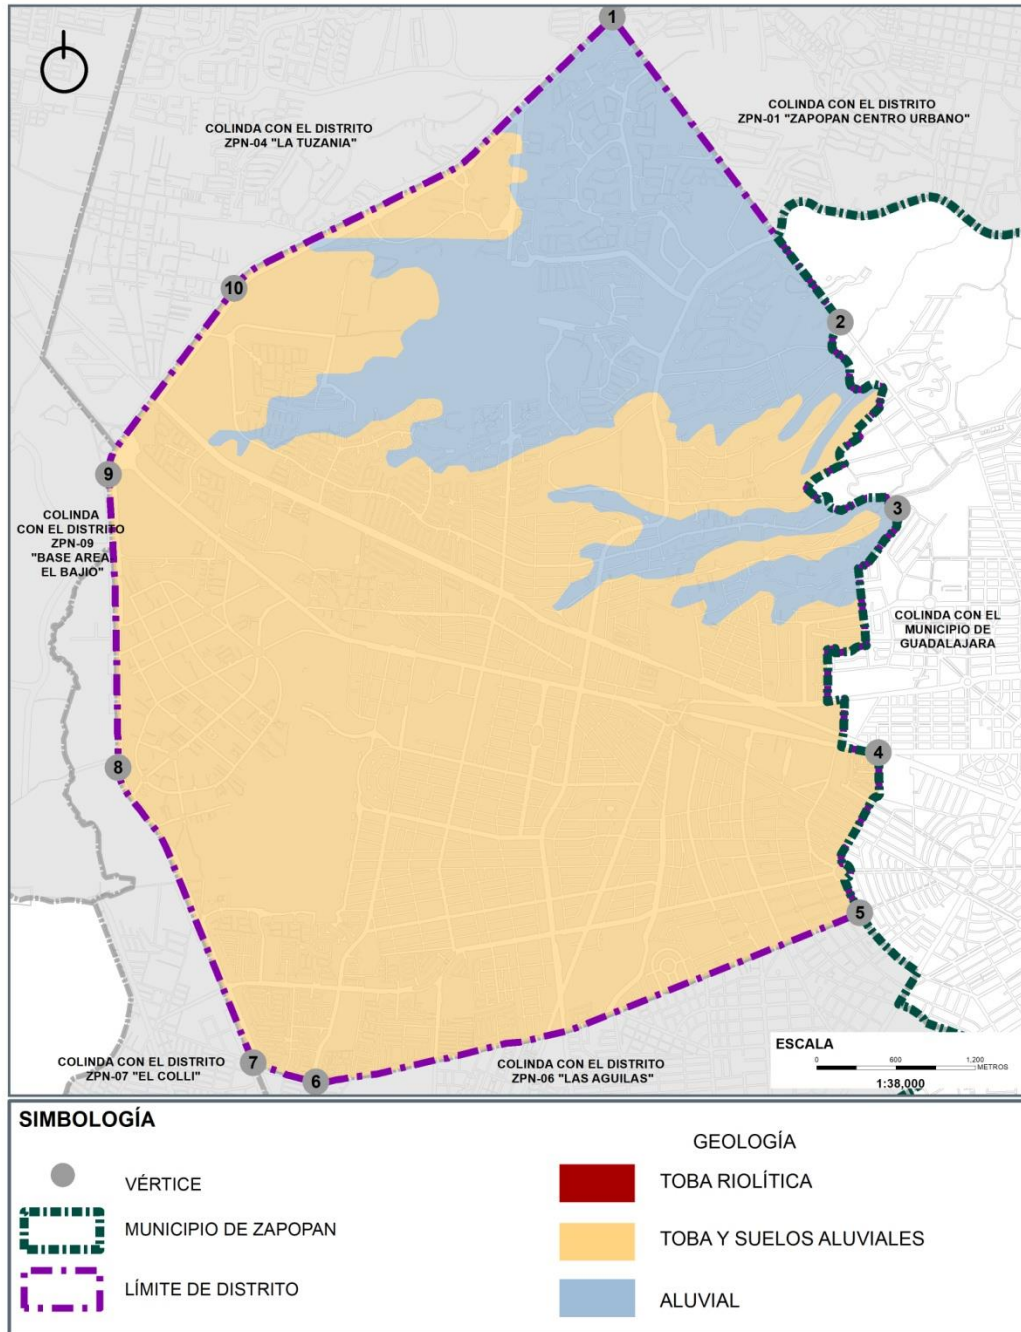 1
COLINDA CON EL DISTRITO
ZPN-01 "ZAPOPAN CENTRO URBANO"
COLINDA CON EL DISTRITO
ZPN-04 "LA TUZANIA"
10
2
9
3
COLINDA
CON EL DISTRITO
ZPN-09
"BASE AREA
EL BAJIO"
COLINDA CON EL
MUNICIPIO DE
GUADALAJARA
4
8
5
7
6
COLINDA CON EL DISTRITO
ZPN-07 "EL COLLI"
COLINDA CON EL DISTRITO
ZPN-06 "LAS AGUILAS"
ESCALA
0 600 1,200
METROS
1:38,000
SIMBOLOGÍA
VÉRTICE
MUNICIPIO DE ZAPOPAN
LÍMITE DE DISTRITO
GEOLOGÍA
TOBA RIOLÍTICA
TOBA Y SUELOS ALUVIALES
ALUVIAL